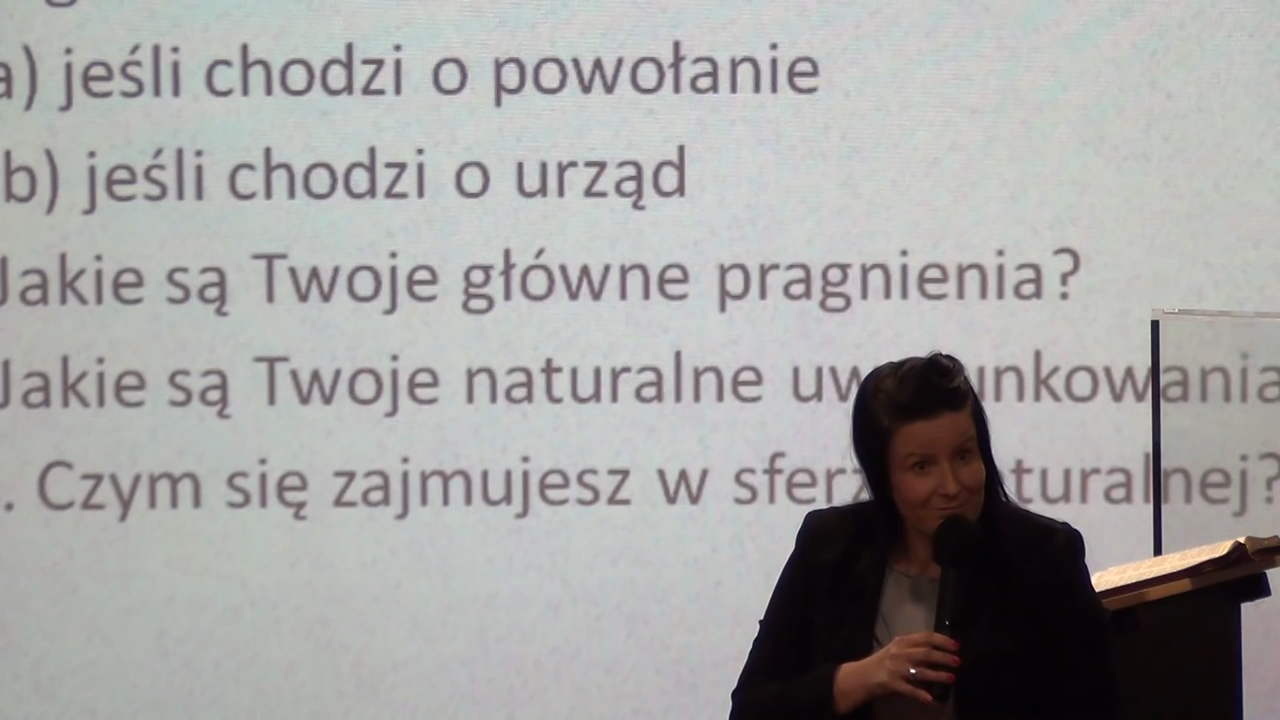 a) jeśli chodzi o powołanie
b) jeśli chodzi o urząd
Jakie są Twoje główne pragnienia?
Jakie są Twoje naturalne
. Czym się zajmujesz w